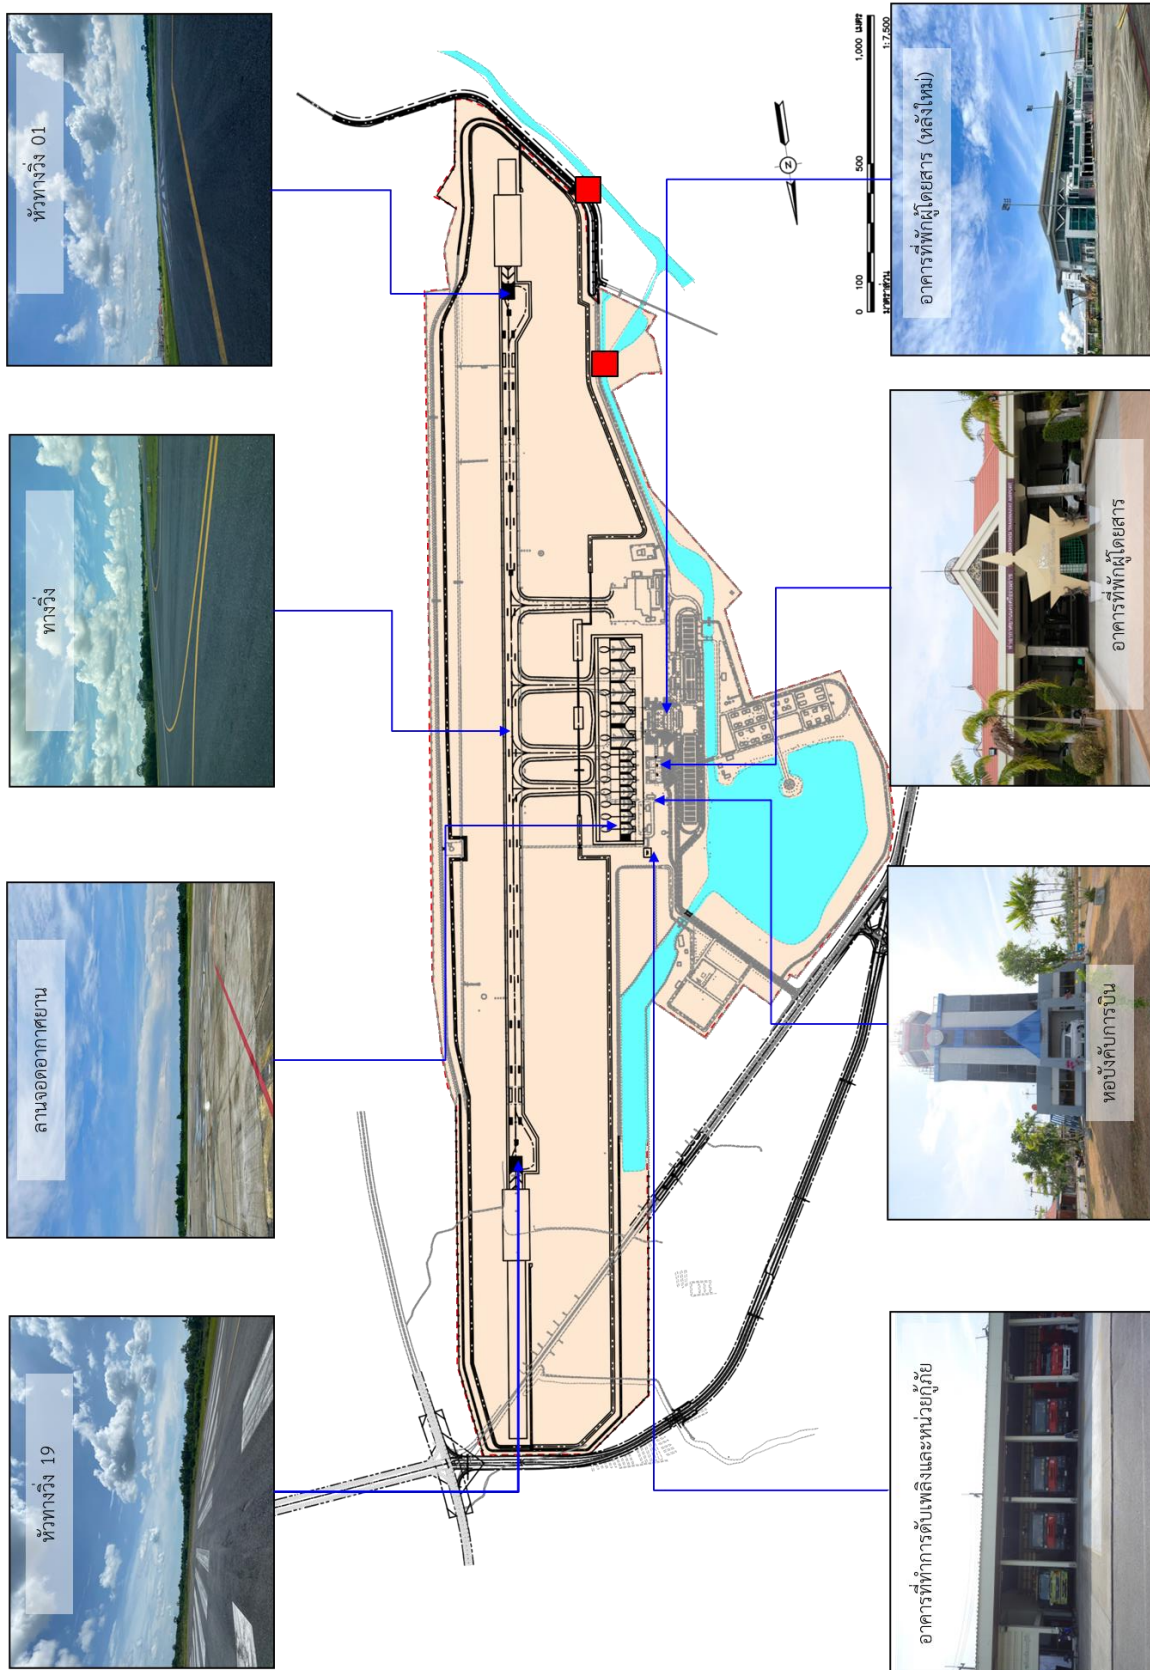 หัวทางวิ่ง 19
ลานจอดอากาศยาน
ทางวิ่ง
หัวทางวิ่ง 01
อาคารที่ทำการดับเพลิงและหน่วยกู้ภัย
หอบังคับการบิน
อาคารที่พักผู้โดยสาร
อาคารที่พักผู้โดยสาร (หลังใหม่)
N
มาตราส่วน
1:7,500
0 100 500 1,000 เมตร